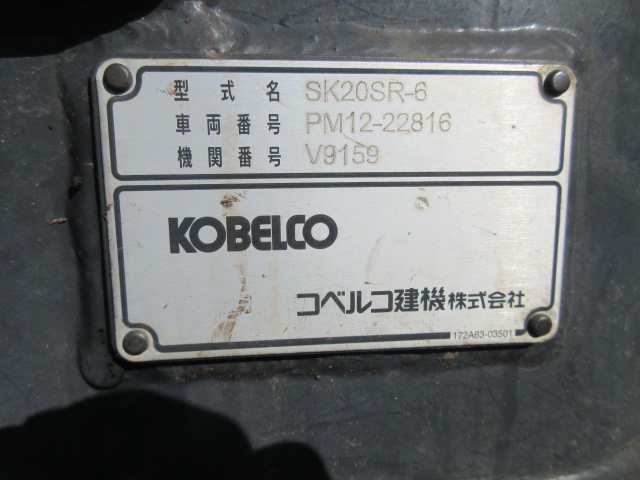 型式名 SK20SR-6
車両番号 PM12-22816
機関番号 V9159
KOBELCO
コベルコ建機株式会社
172A63-03S01